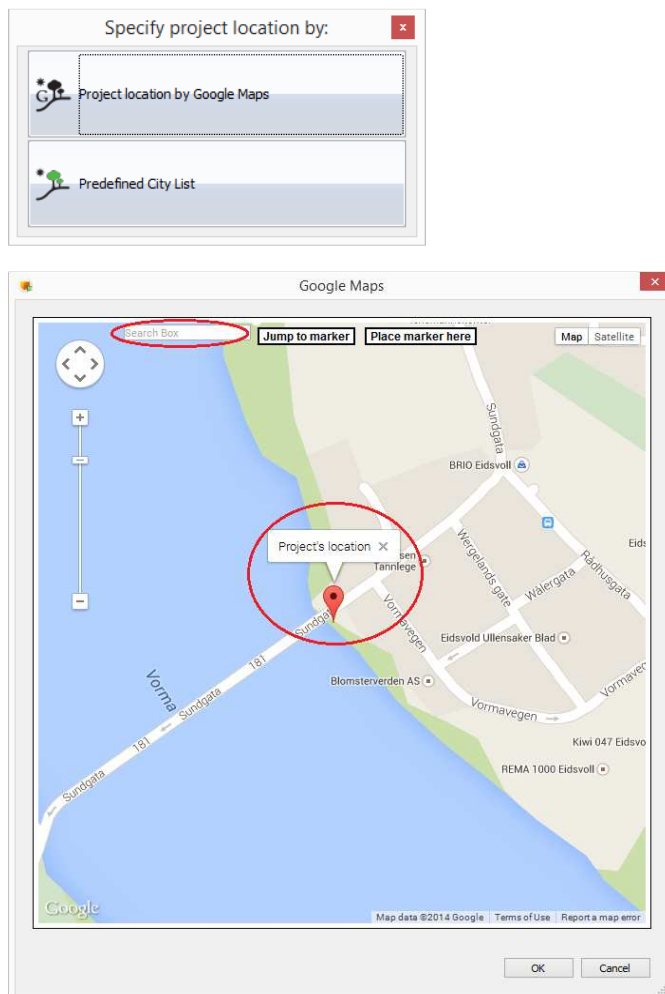 Specify project location by:
x
G
Project location by Google Maps
Predefined City List
Google Maps
x
Search Box
Jump to marker
Place marker here
Map Satellite
Sundgata
BRIO Eidsvoll
Project's location ×
Eids
sen
Tannlege
Wergelands gate
Rådhusgata
Wålergata
Sundgata
Vormavegen
181
Eidsvold Ullensaker Blad
Vorma
Blomsterverden AS
Vormaveg
Sundgata
Vormavegen
181
Kiwi 047 Eidsvo
Sundgata
REMA 1000 Eidsvoll
Google
Map data ©2014 Google Terms of Use Report a map error
OK Cancel